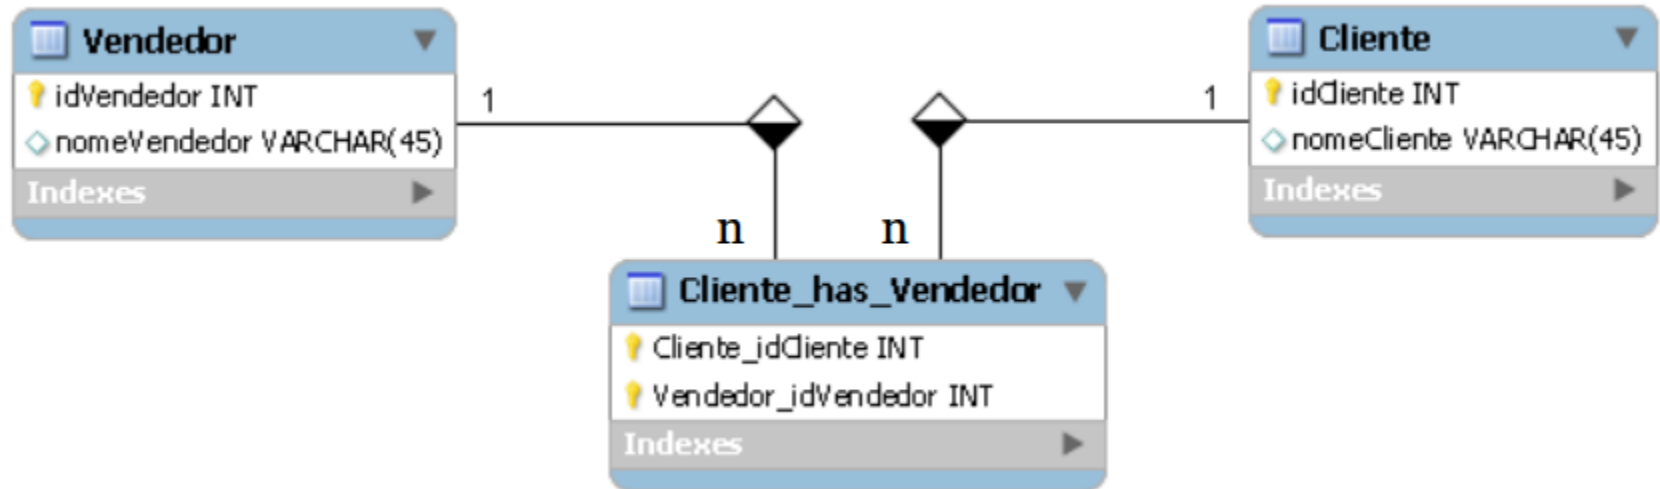 Vendedor
idVendedor INT
nomeVendedor VARCHAR(45)
Indexes
1
Cliente
idCliente INT
nomeCliente VARCHAR(45)
Indexes
1
n
n
Cliente_has_Vendedor
Cliente_idCliente INT
Vendedor_idVendedor INT
Indexes